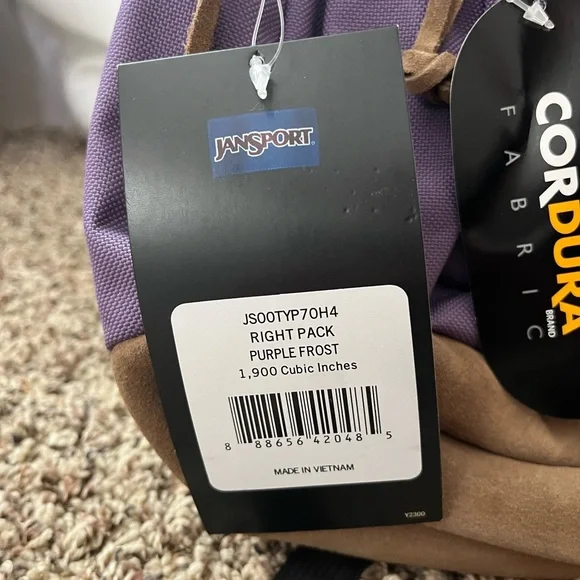 JANSPORT
JS00TYP70H4
RIGHT PACK
PURPLE FROST
1,900 Cubic Inches
8 88656 42048 5
MADE IN VIETNAM
CORDURA
BRAND
FABRIC